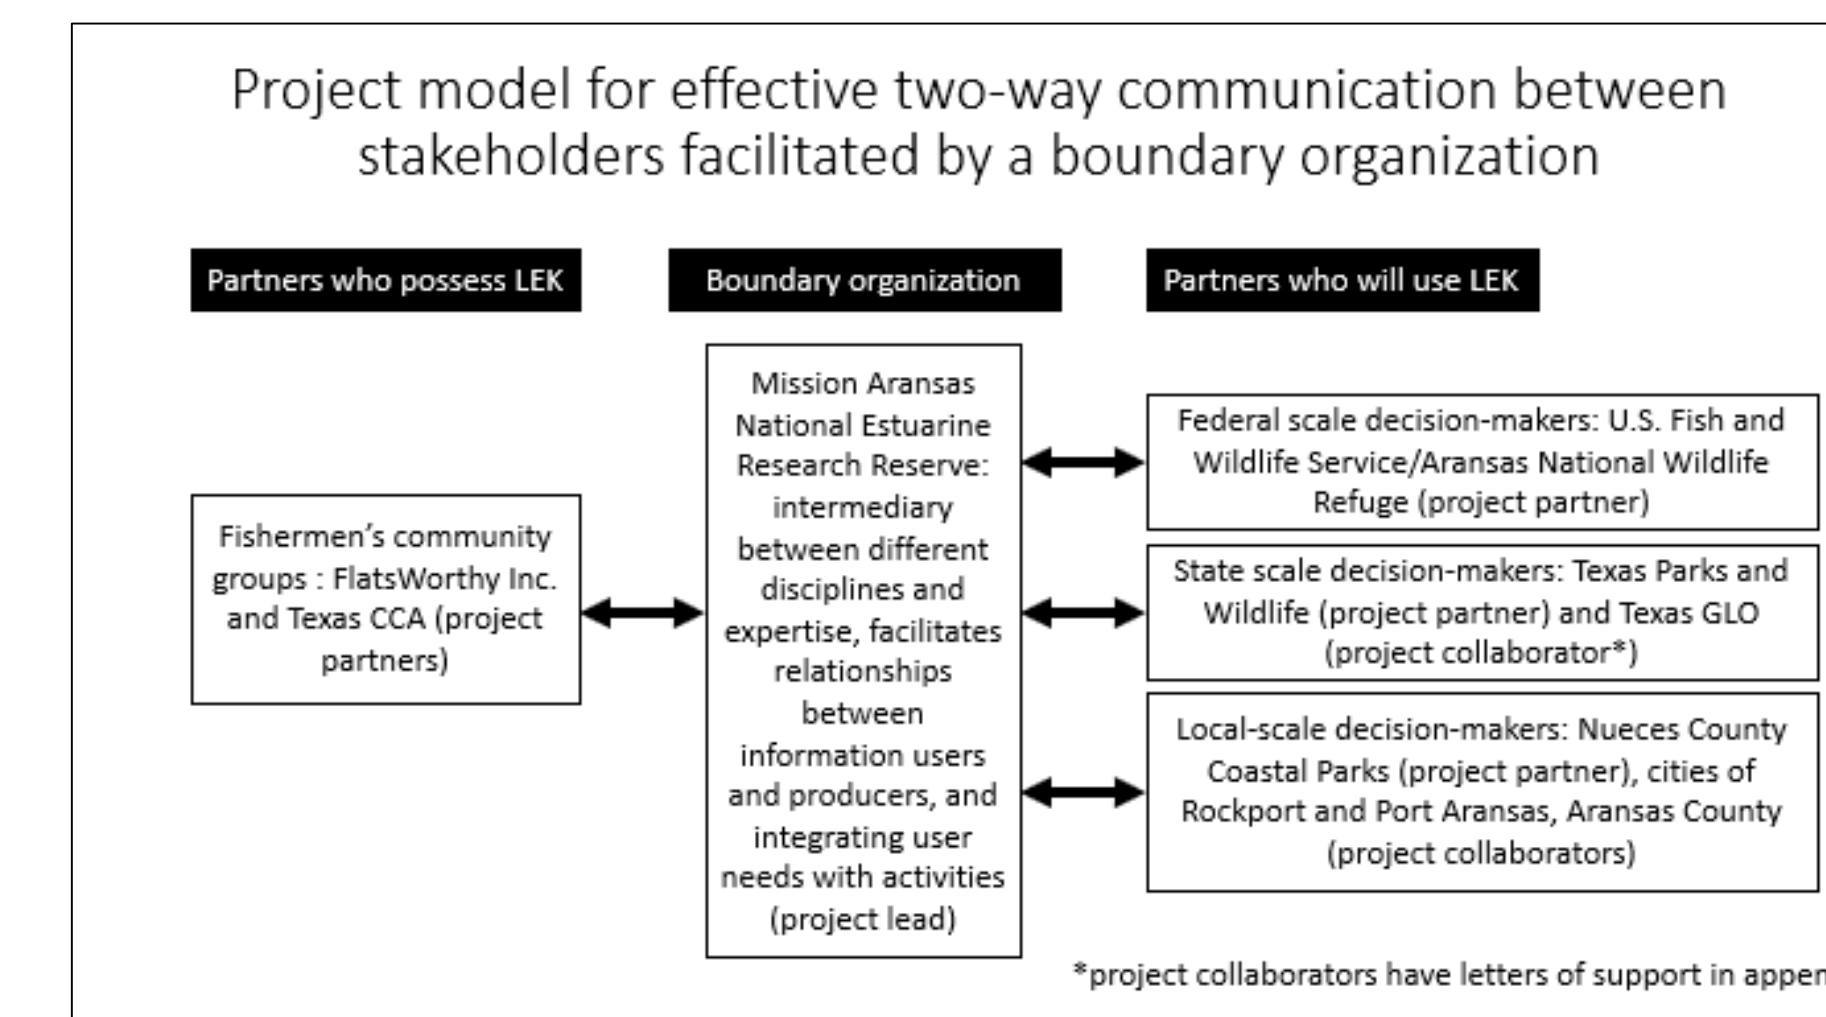 Project model for effective two-way communication between
stakeholders facilitated by a boundary organization
Partners who possess LEK
Boundary organization
Partners who will use LEK
Fishermen’s community
groups : FlatsWorthy Inc.
and Texas CCA (project
partners)
Mission Aransas
National Estuarine
Research Reserve:
intermediary
between different
disciplines and
expertise, facilitates
relationships
between
information users
and producers, and
integrating user
needs with activities
(project lead)
Federal scale decision-makers: U.S. Fish and
Wildlife Service/Aransas National Wildlife
Refuge (project partner)
State scale decision-makers: Texas Parks and
Wildlife (project partner) and Texas GLO
(project collaborator*)
Local-scale decision-makers: Nueces County
Coastal Parks (project partner), cities of
Rockport and Port Aransas, Aransas County
(project collaborators)
*project collaborators have letters of support in